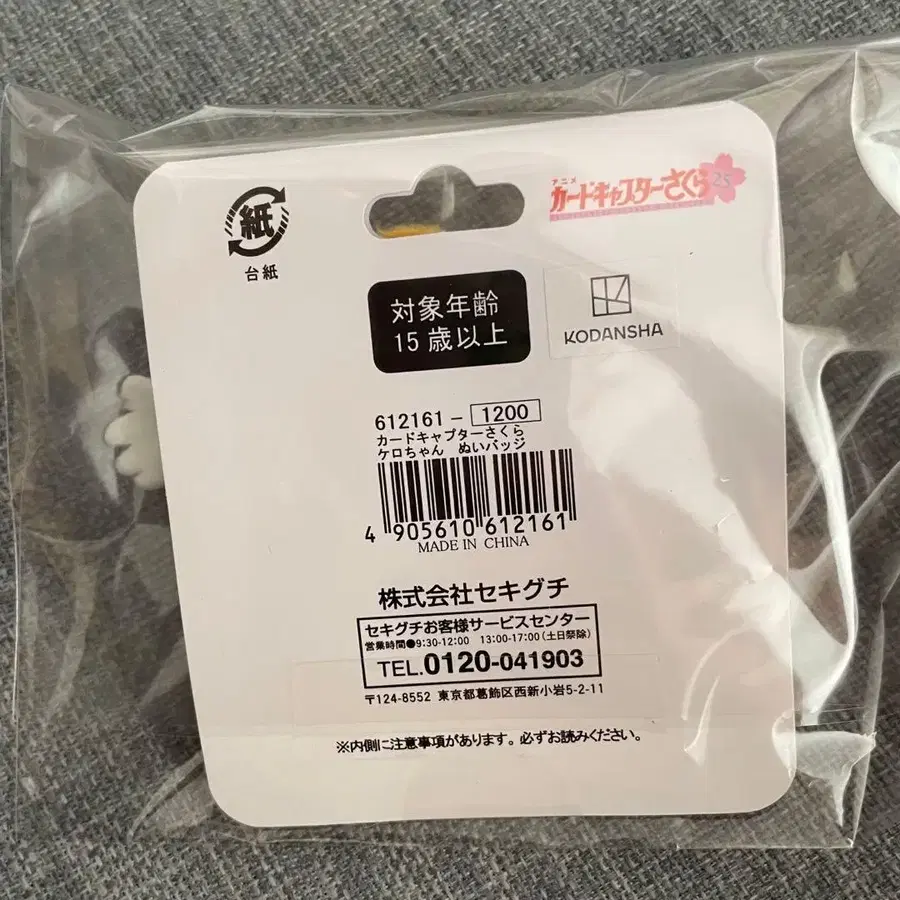 紙
台紙
アニメ
カードキャプターさくら 25
対象年齢
15歳以上
KODANSHA
612161- 1200
カードキャプターさくら
ケロちゃん ぬいバッジ
4 905610 612161
MADE IN CHINA
株式会社セキグチ
セキグチお客様サービスセンター
営業時間●9:30-12:00 13:00-17:00(土日祭除)
TEL.0120-041903
〒124-8552 東京都葛飾区西新小岩5-2-11
※内側に注意事項があります。必ずお読みください。